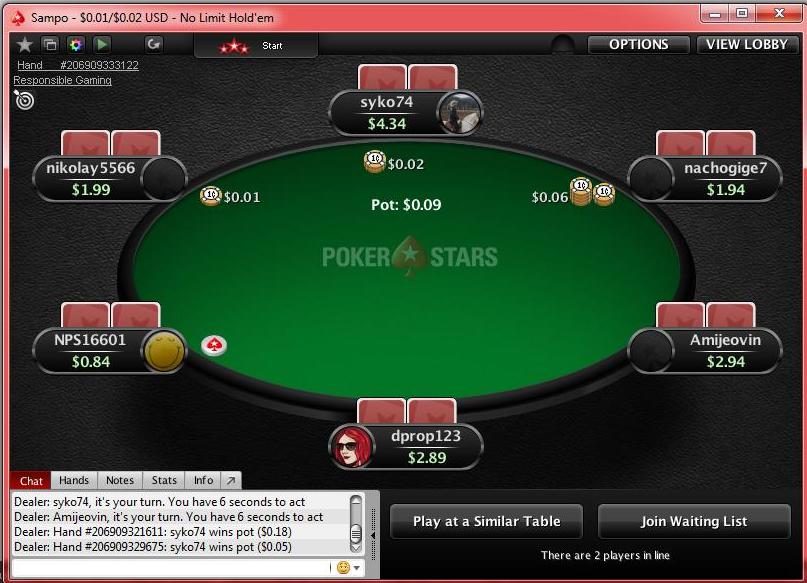 Sampo - $0.01/$0.02 USD - No Limit Hold'em
Start
OPTIONS
VIEW LOBBY
Hand #206909333122
Responsible Gaming
syko74
$4.34
nikolay5566
$1.99
nachogige7
$1.94
$0.02
$0.01
$0.06
Pot: $0.09
POKER STARS
NPS16601
$0.84
Amijeovin
$2.94
dprop123
$2.89
Chat
Hands
Notes
Stats
Info
Dealer: syko74, it's your turn. You have 6 seconds to act
Dealer: Amijeovin, it's your turn. You have 6 seconds to act
Dealer: Hand #206909321611: syko74 wins pot ($0.18)
Dealer: Hand #206909329675: syko74 wins pot ($0.05)
Play at a Similar Table
Join Waiting List
There are 2 players in line